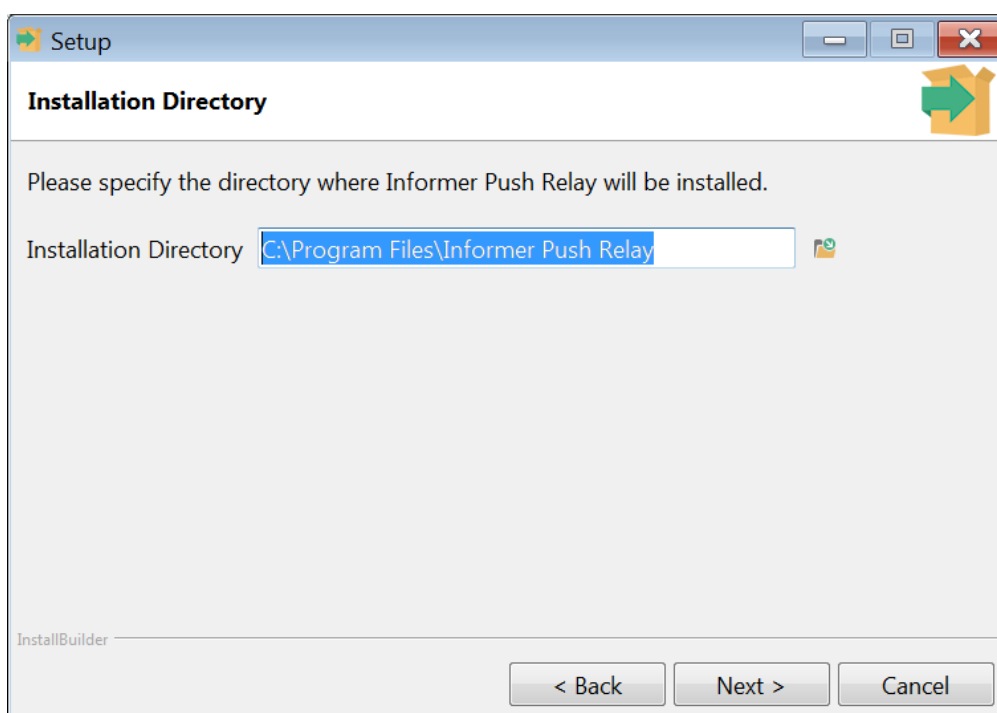 Setup
Installation Directory
Please specify the directory where Informer Push Relay will be installed.
Installation Directory C:\Program Files\Informer Push Relay
InstallBuilder
< Back Next > Cancel